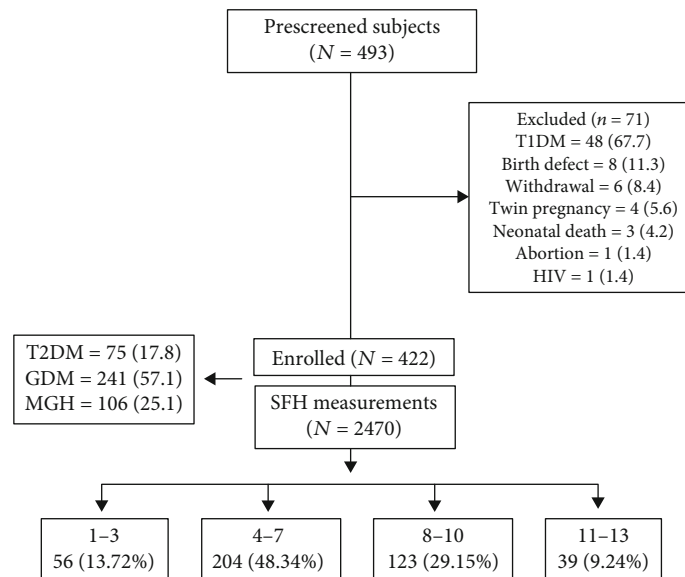 Prescreened subjects
(N = 493)
Excluded (n = 71)
T1DM = 48 (67.7)
Birth defect = 8 (11.3)
Withdrawal = 6 (8.4)
Twin pregnancy = 4 (5.6)
Neonatal death = 3 (4.2)
Abortion = 1 (1.4)
HIV = 1 (1.4)
T2DM = 75 (17.8)
GDM = 241 (57.1)
MGH = 106 (25.1)
Enrolled (N = 422)
SFH measurements
(N = 2470)
1–3
56 (13.72%)
4–7
204 (48.34%)
8–10
123 (29.15%)
11–13
39 (9.24%)